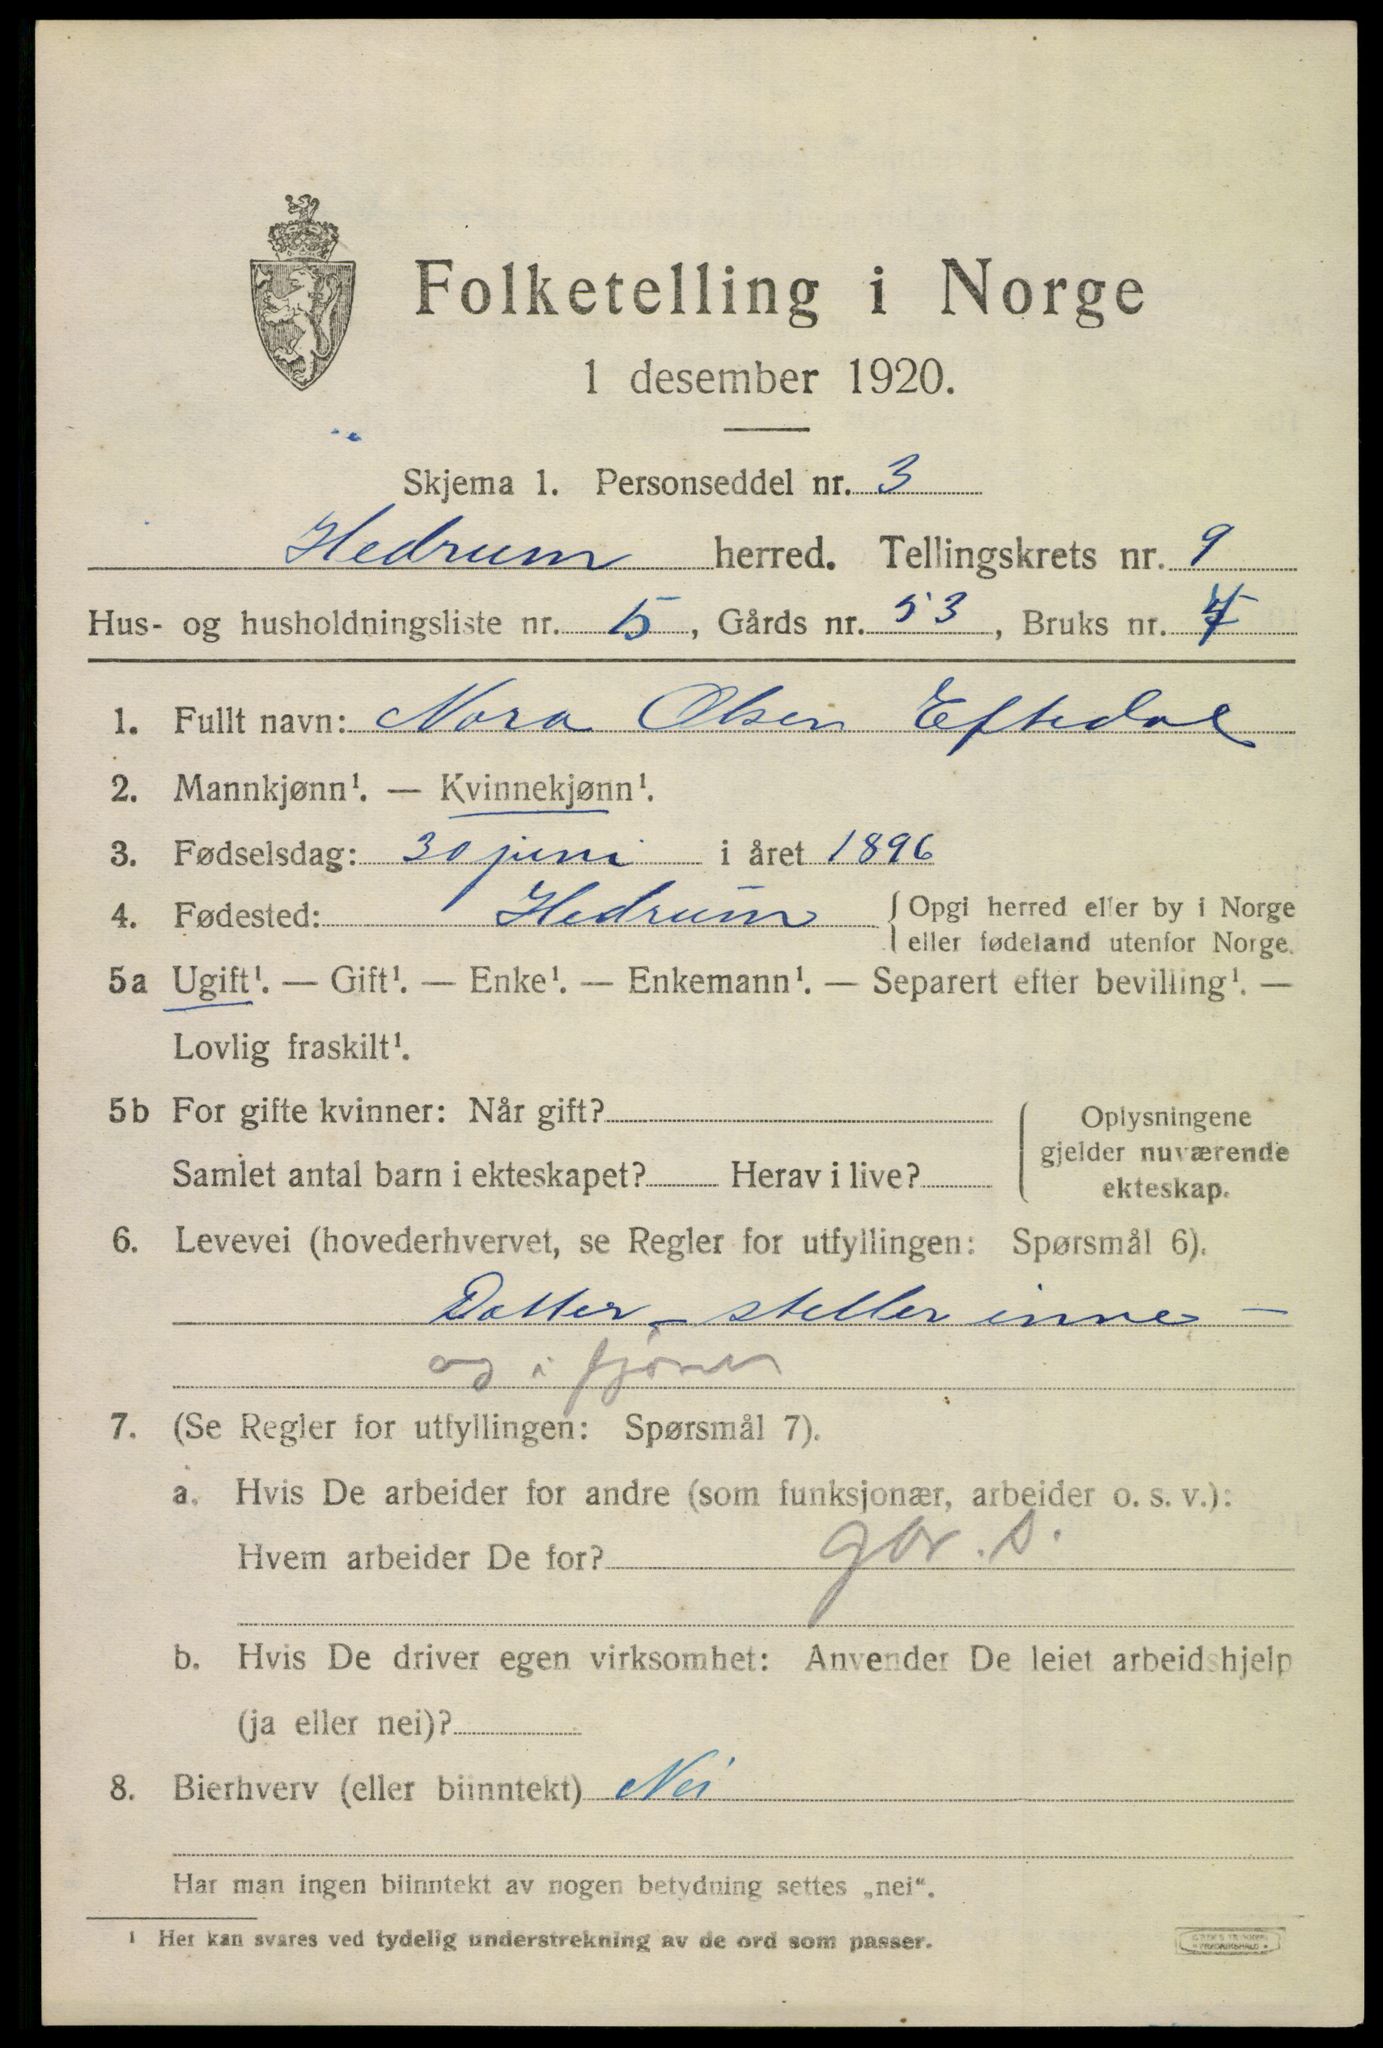 Folketelling i Norge
1 desember 1920.
Skjema 1. Personseddel nr. 3
Hedrum herred. Tellingskrets nr. 9
Hus- og husholdningsliste nr. 15, Gårds nr. 53, Bruks nr.
1. Fullt navn: Nora Olsen Eftedal
2. Mannkjønn¹. — Kvinnekjønn¹.
3. Fødselsdag: 30 juni i året 1896
4. Fødested: Hedrum { Opgi herred eller by i Norge
eller fødeland utenfor Norge.
5a Ugift¹. — Gift¹. — Enke¹. — Enkemann¹. — Separert efter bevilling¹. —
Lovlig fraskilt¹.
5b For gifte kvinner: Når gift?
Samlet antal barn i ekteskapet? Herav i live?
Oplysningene
gjelder nuværende
ekteskap.
6. Levevei (hovederhvervet, se Regler for utfyllingen: Spørsmål 6).
Datter - steller inne -
og i fjøset
7. (Se Regler for utfyllingen: Spørsmål 7).
a. Hvis De arbeider for andre (som funksjonær, arbeider o. s. v.):
Hvem arbeider De for?
b. Hvis De driver egen virksomhet: Anvender De leiet arbeidshjelp
(ja eller nei)?
8. Bierhverv (eller biinntekt) Nei
Har man ingen biinntekt av nogen betydning settes „nei“.
¹ Her kan svares ved tydelig understrekning av de ord som passer.